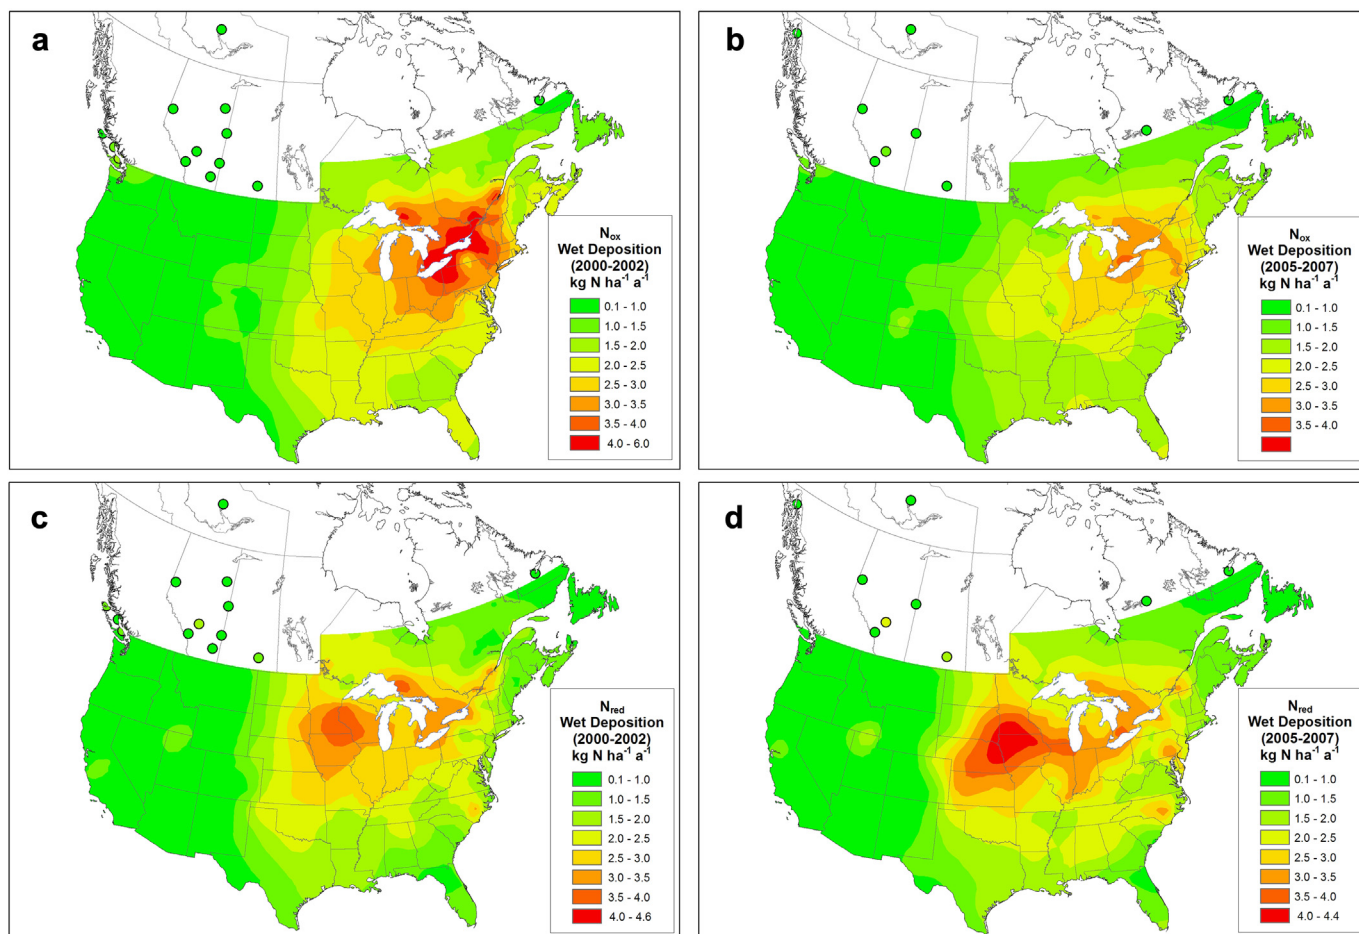 a
N_ox
Wet Deposition
(2000-2002)
kg N ha⁻¹ a⁻¹
0.1 - 1.0
1.0 - 1.5
1.5 - 2.0
2.0 - 2.5
2.5 - 3.0
3.0 - 3.5
3.5 - 4.0
4.0 - 6.0
b
N_ox
Wet Deposition
(2005-2007)
kg N ha⁻¹ a⁻¹
0.1 - 1.0
1.0 - 1.5
1.5 - 2.0
2.0 - 2.5
2.5 - 3.0
3.0 - 3.5
3.5 - 4.0
c
N_red
Wet Deposition
(2000-2002)
kg N ha⁻¹ a⁻¹
0.1 - 1.0
1.0 - 1.5
1.5 - 2.0
2.0 - 2.5
2.5 - 3.0
3.0 - 3.5
3.5 - 4.0
4.0 - 4.6
d
N_red
Wet Deposition
(2005-2007)
kg N ha⁻¹ a⁻¹
0.1 - 1.0
1.0 - 1.5
1.5 - 2.0
2.0 - 2.5
2.5 - 3.0
3.0 - 3.5
3.5 - 4.0
4.0 - 4.4